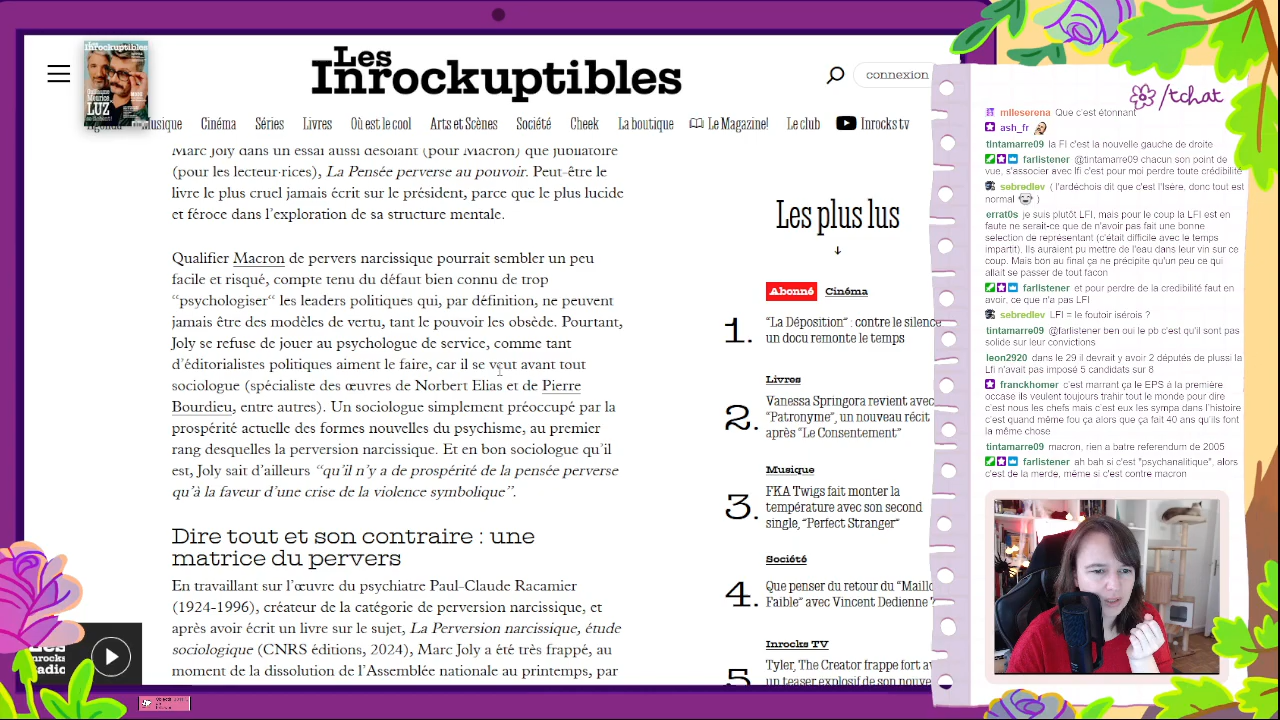 Les
Inrockuptibles
connexion
Musique
Cinéma
Séries
Livres
Où est le cool
Arts et Scènes
Société
Cheek
La boutique
Le Magazine!
Le club
Inrocks tv
Marc Joly dans un essai aussi désolant (pour Macron) que jubilatoire
(pour les lecteur·rices), La Pensée perverse au pouvoir. Peut-être le
livre le plus cruel jamais écrit sur le président, parce que le plus lucide
et féroce dans l'exploration de sa structure mentale.
Qualifier Macron de pervers narcissique pourrait sembler un peu
facile et risqué, compte tenu du défaut bien connu de trop
“psychologiser“ les leaders politiques qui, par définition, ne peuvent
jamais être des modèles de vertu, tant le pouvoir les obsède. Pourtant,
Joly se refuse de jouer au psychologue de service, comme tant
d'éditorialistes politiques aiment le faire, car il se veut avant tout
sociologue (spécialiste des œuvres de Norbert Elias et de Pierre
Bourdieu, entre autres). Un sociologue simplement préoccupé par la
prospérité actuelle des formes nouvelles du psychisme, au premier
rang desquelles la perversion narcissique. Et en bon sociologue qu'il
est, Joly sait d'ailleurs “qu'il n'y a de prospérité de la pensée perverse
qu'à la faveur d'une crise de la violence symbolique”.
Dire tout et son contraire : une
matrice du pervers
En travaillant sur l'œuvre du psychiatre Paul-Claude Racamier
(1924-1996), créateur de la catégorie de perversion narcissique, et
après avoir écrit un livre sur le sujet, La Perversion narcissique, étude
sociologique (CNRS éditions, 2024), Marc Joly a été très frappé, au
moment de la dissolution de l'Assemblée nationale au printemps, par
Les plus lus
↓
Abonné Cinéma
1. “La Déposition” : contre le silence
un docu remonte le temps
Livres
2. Vanessa Springora revient avec
“Patronyme”, un nouveau récit
après “Le Consentement”
Musique
3. FKA Twigs fait monter la
température avec son second
single, “Perfect Stranger”
Société
4. Que penser du retour du “Maillo
Faible” avec Vincent Dedienne ?
Inrocks TV
5 Tyler, The Creator frappe fort a
un teaser explosif de son nouve
/tchat
mlleserena Que c'est étonnant
ash_fr
tintamarre09 la FI c'est la nouvelle gauche de droite
farlistener @tintamarre09 chacun son point de
vue, s'associer avec lfi c'est pour moi perdre toute crédibilité
sebredlev ( l'ardéchois dit que c'est l'Isère. donc tout est
normal )
errat0s je suis plutôt LFI, mais pour le coup la LFI est en
faute ne serait-ce que de n'avoir pas fait une bonne
selection de représentant (c'était difficile avec le temps
imparti). Ils auraient pu mettre de l'eau dans leur vin sur ce
coup. Mais bon au final ça ne précipite qu'un peu ce qui
allait se passer de tout facon
farlistener et pour perdre de la credibilité faut en
avoir, ce que n'a pas LFI
sebredlev LFI = le foutoir isérois ?
tintamarre09 @farlistener ben oui le pb c'est qu'il sont pas
solide sur leur convictions
leon2920 dans le 29 il devrait y avoir 2 députés de plussi la
LFI n'avait pas imposé 5 candidats sur 8
franckhomer c'est marrant ça le EPS à la première
occase ils veulent toujours tranir tout le monde pour dire
c'est nous les chefs mais c'est eux les sympa dans l'histoire
c'est quand même fou ça alors que ça fait 40 ans qu'ils font
la même chose
tintamarre09 macron, rien a batre referendum de 2005
farlistener ah bah si c'est "psychanalitique", alors
c'est de la merde, même si c'est contre macron